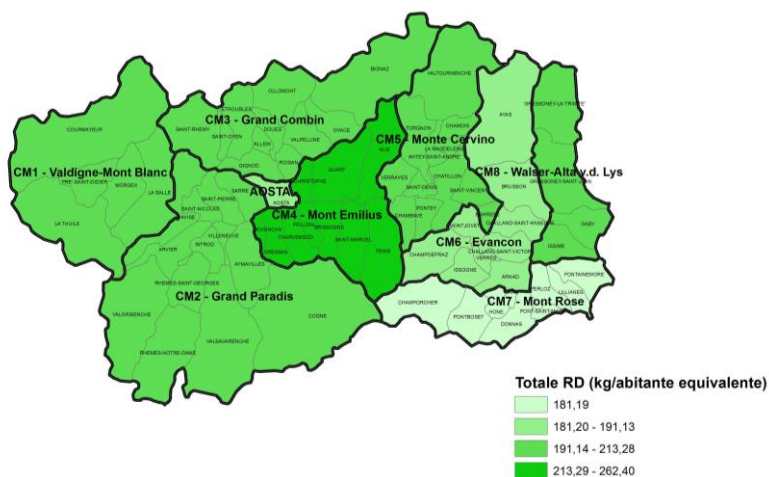 BIONAZ
VALTOURNENCHE
OLLOMONT
GRESSONEY-LA-TRINITE'
ETROUBLES
AYAS
COURMAYEUR
CM3 - Grand Combin
SAINT-RHEMY
DOUES
TORGNON
CHAMOIS
SAINT-OYEN
VALPELLINE
OYACE
CM5 - Monte Cervino
ALLEIN
LA MAGDELEINE
ANTEY-SAINT-ANDRE'
CM1 - Valdigne-Mont Blanc
GIGNOD
ROISAN
QUART
CM8 - Walser-Alta v.d. Lys
PRE'-SAINT-DIDIER
MORGEX
VERRAYES
CHATILLON
GRESSONEY-SAINT-JEAN
LA SALLE
SARRE
AOSTA
SAINT-DENIS
SAINT-VINCENT
BRUSSON
SAINT-PIERRE
AOSTA
SAINT-NICOLAS
CM4 - Mont Emilius
PONTEY
CHAMBAVE
LA THUILE
POLLEIN
BRISSOGNE
CHALLAND-SAINT-ANSELME
GABY
VILLENEUVE
CHARVENSOD
MONTJOVET
ARVIER
INTROD
SAINT-MARCEL
CM6 - Evancon
ISSIME
GRESSAN
FENIS
CHALLAND-SAINT-VICTOR
AYMAVILLES
CHAMPDEPRAZ
VERRES
ISSOGNE
FONTAINEMORE
RHEMES-SAINT-GEORGES
ARNAD
CM2 - Grand Paradis
PERLOZ
LILLIANES
CHAMPORCHER
CM7 - Mont Rose
VALGRISENCHE
HONE
COGNE
PONTBOSET
DONNAS
VALSAVARENCHE
RHEMES-NOTRE-DAME
Totale RD (kg/abitante equivalente)
181,19
181,20 - 191,13
191,14 - 213,28
213,29 - 262,40